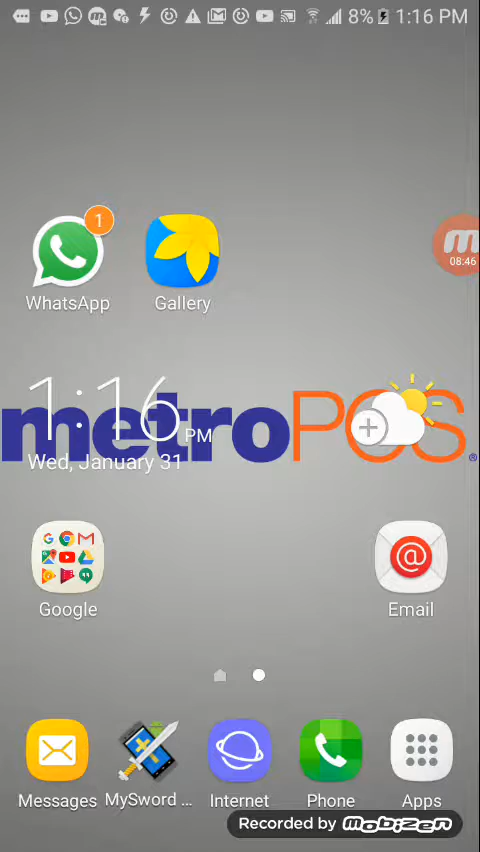 8% 1:16 PM
1
08:46
WhatsApp
Gallery
1:16 PM
metroPCS
Wed, January 31
Google
Email
Messages
MySword ...
Internet
Phone
Apps
Recorded by Mobizen